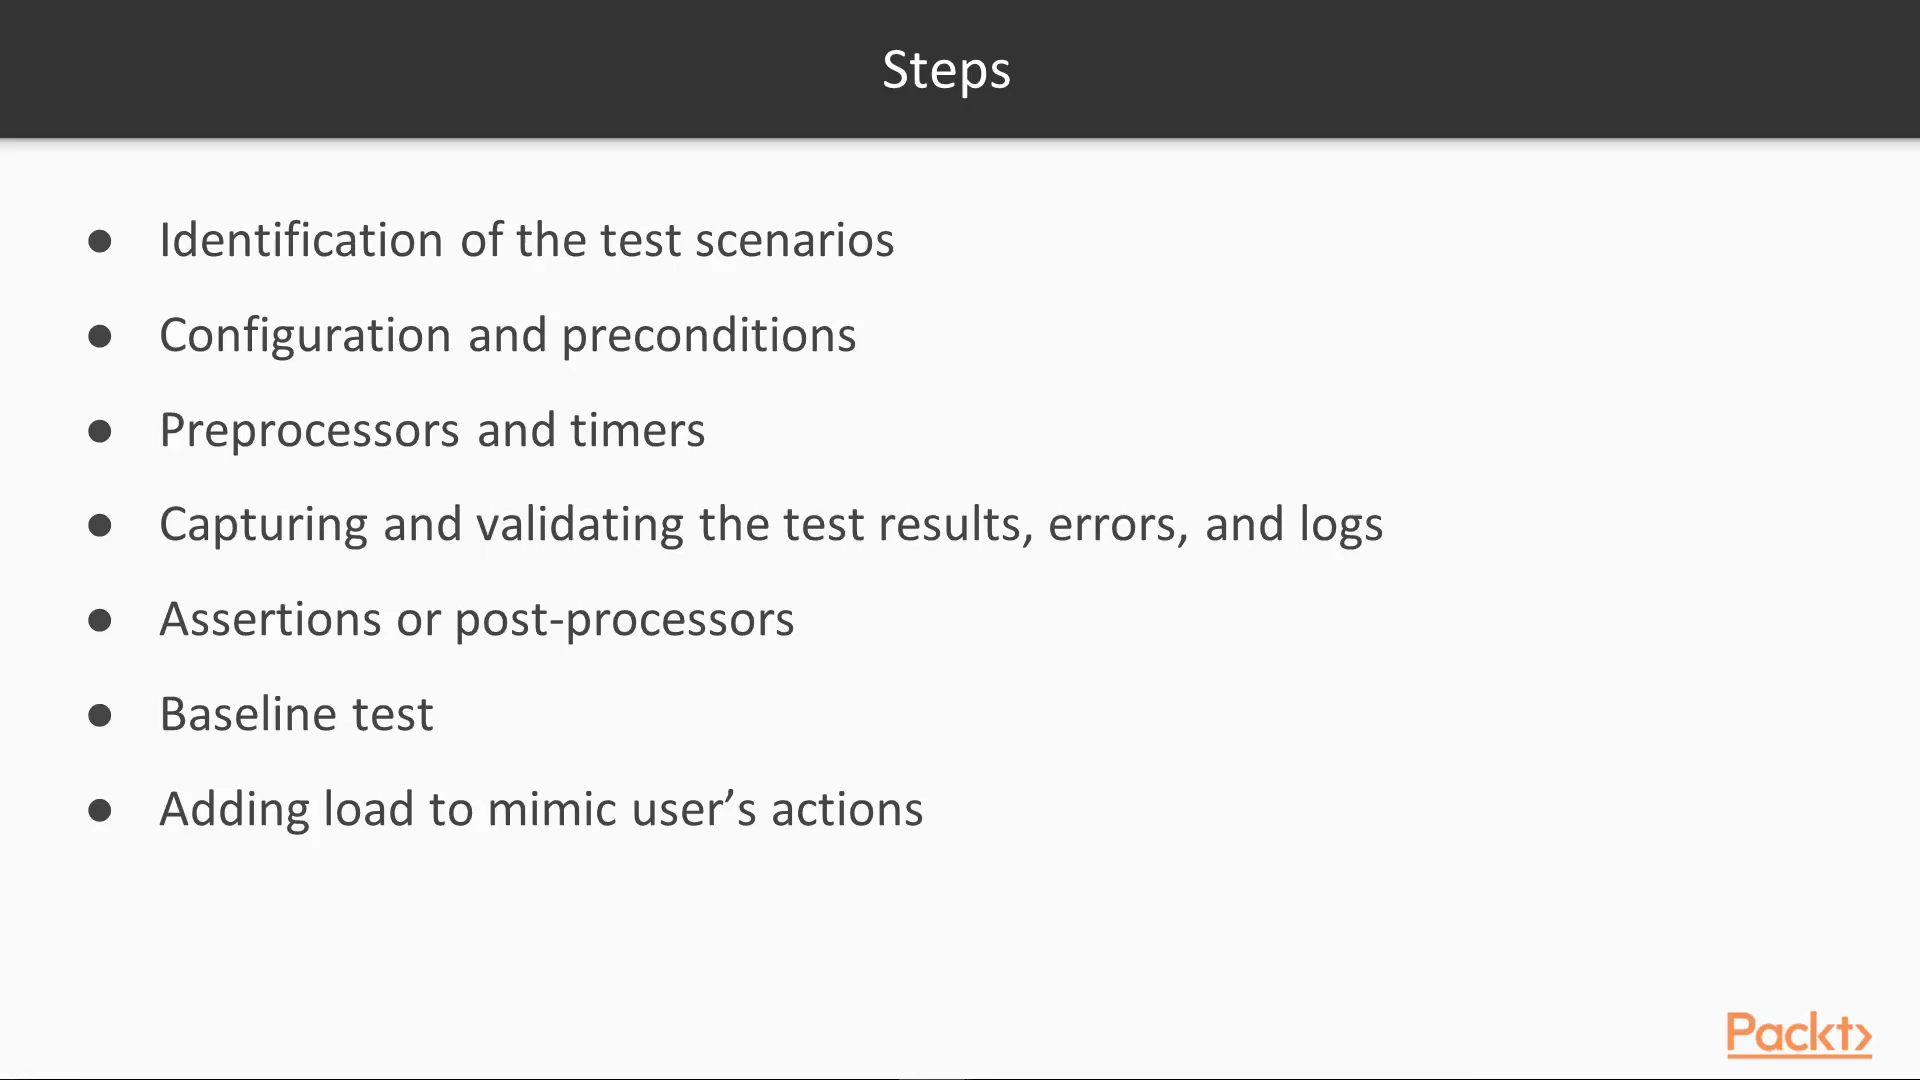 Steps
● Identification of the test scenarios
● Configuration and preconditions
● Preprocessors and timers
● Capturing and validating the test results, errors, and logs
● Assertions or post-processors
● Baseline test
● Adding load to mimic user’s actions
Packt>